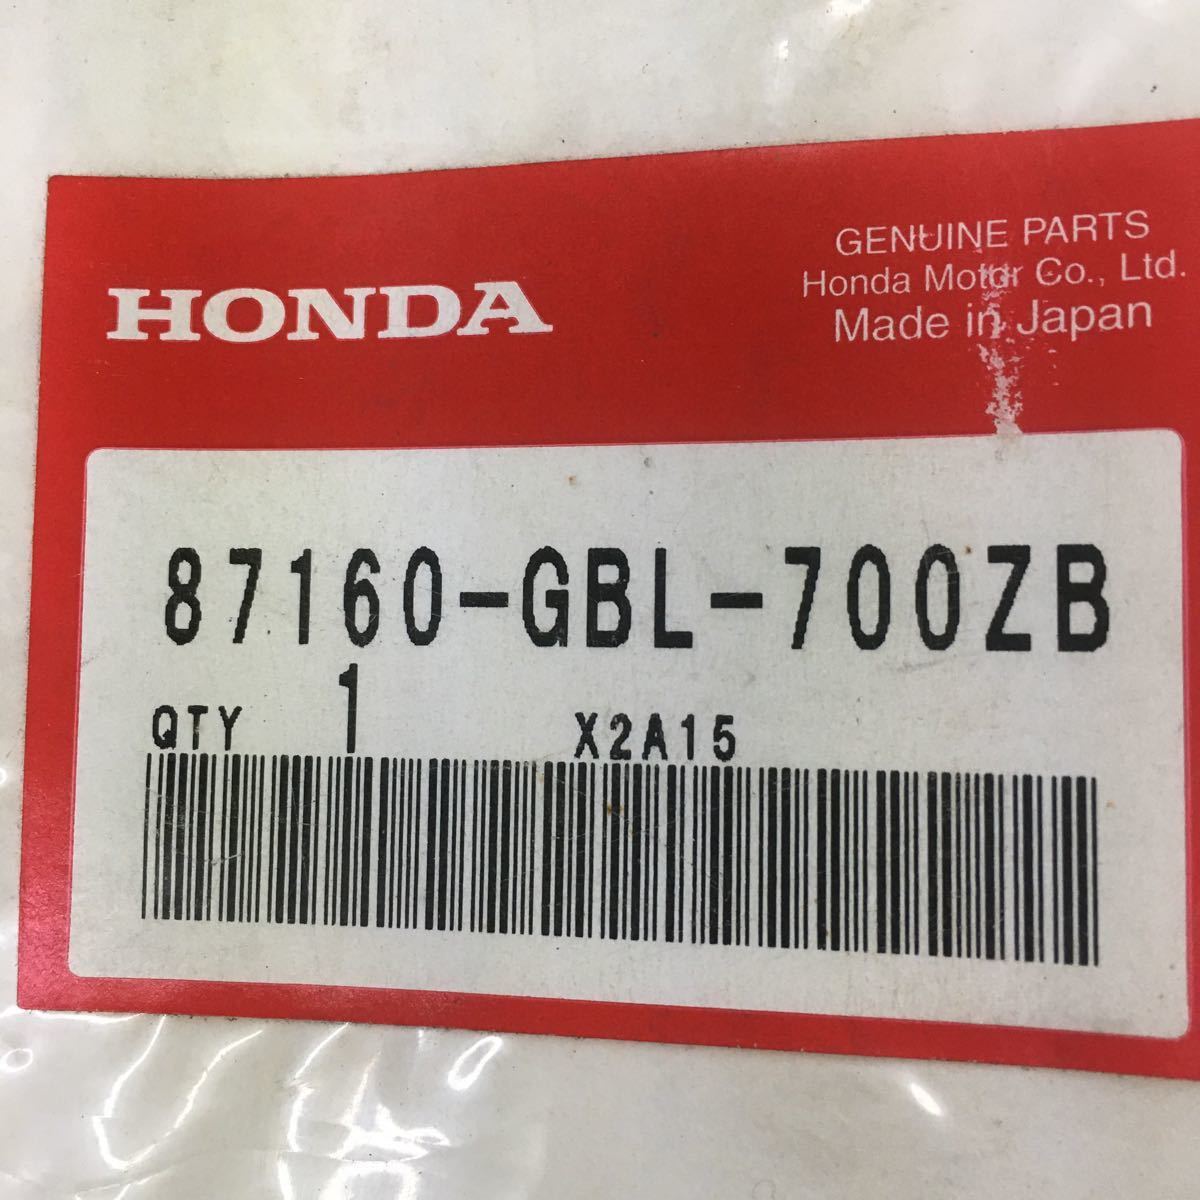 HONDA
GENUINE PARTS
Honda Motor Co., Ltd.
Made in Japan
87160-GBL-700ZB
QTY 1 X2A15